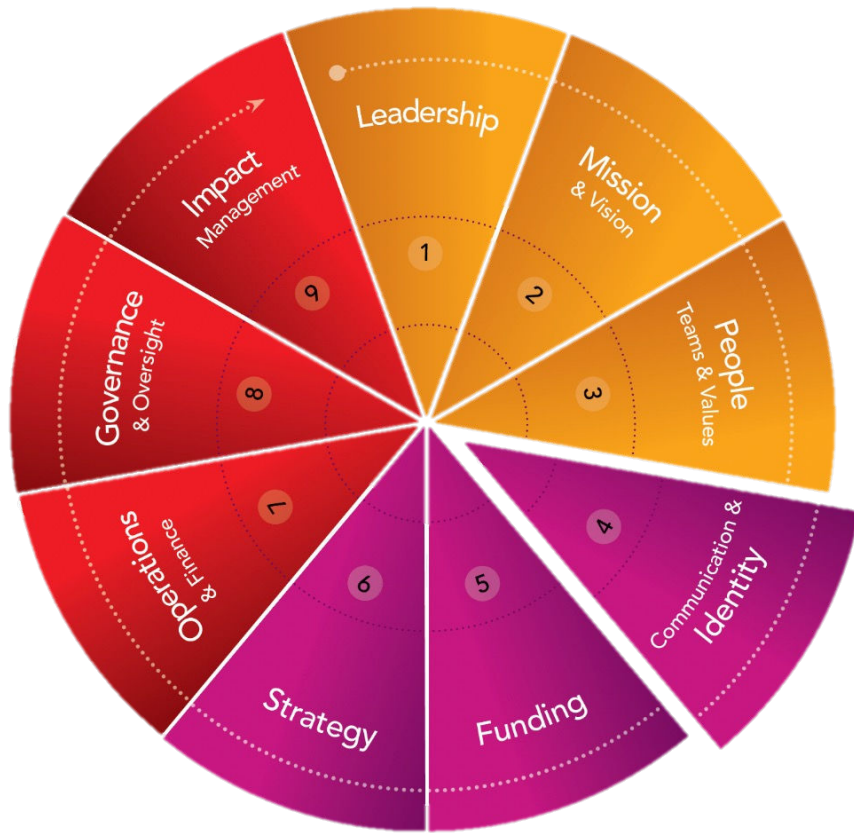 Leadership
1
Mission
& Vision
2
People
Teams & Values
3
Communication &
Identity
4
Funding
5
Strategy
6
Operations
& Finance
7
Governance
& Oversight
8
Impact
Management
9